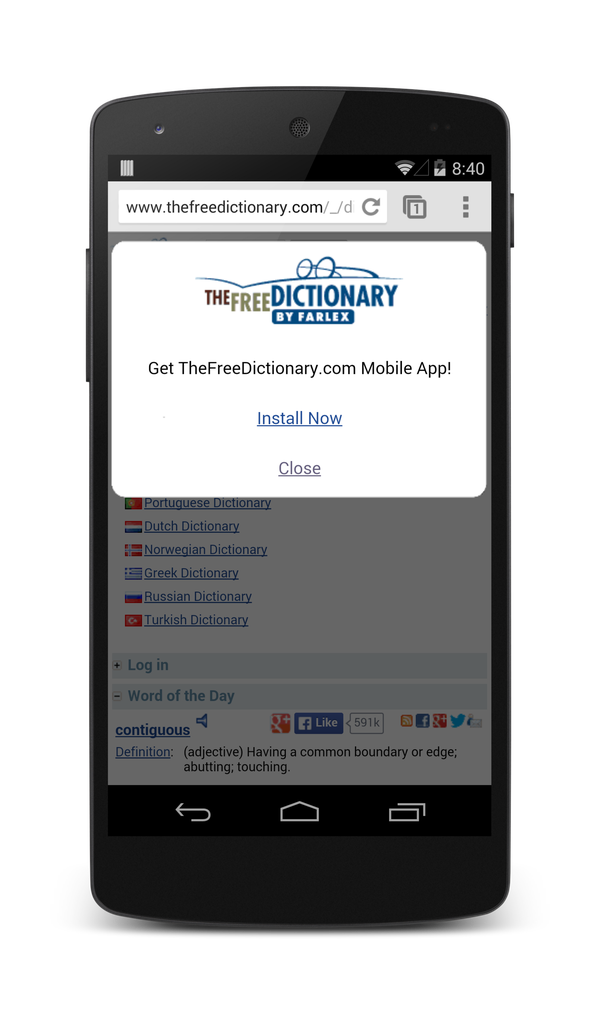 8:40
www.thefreedictionary.com/_/d
1
THE FREE DICTIONARY
BY FARLEX
Get TheFreeDictionary.com Mobile App!
Install Now
Close
Portuguese Dictionary
Dutch Dictionary
Norwegian Dictionary
Greek Dictionary
Russian Dictionary
Turkish Dictionary
+ Log in
− Word of the Day
contiguous g+ f Like 591k
Definition: (adjective) Having a common boundary or edge;
abutting; touching.